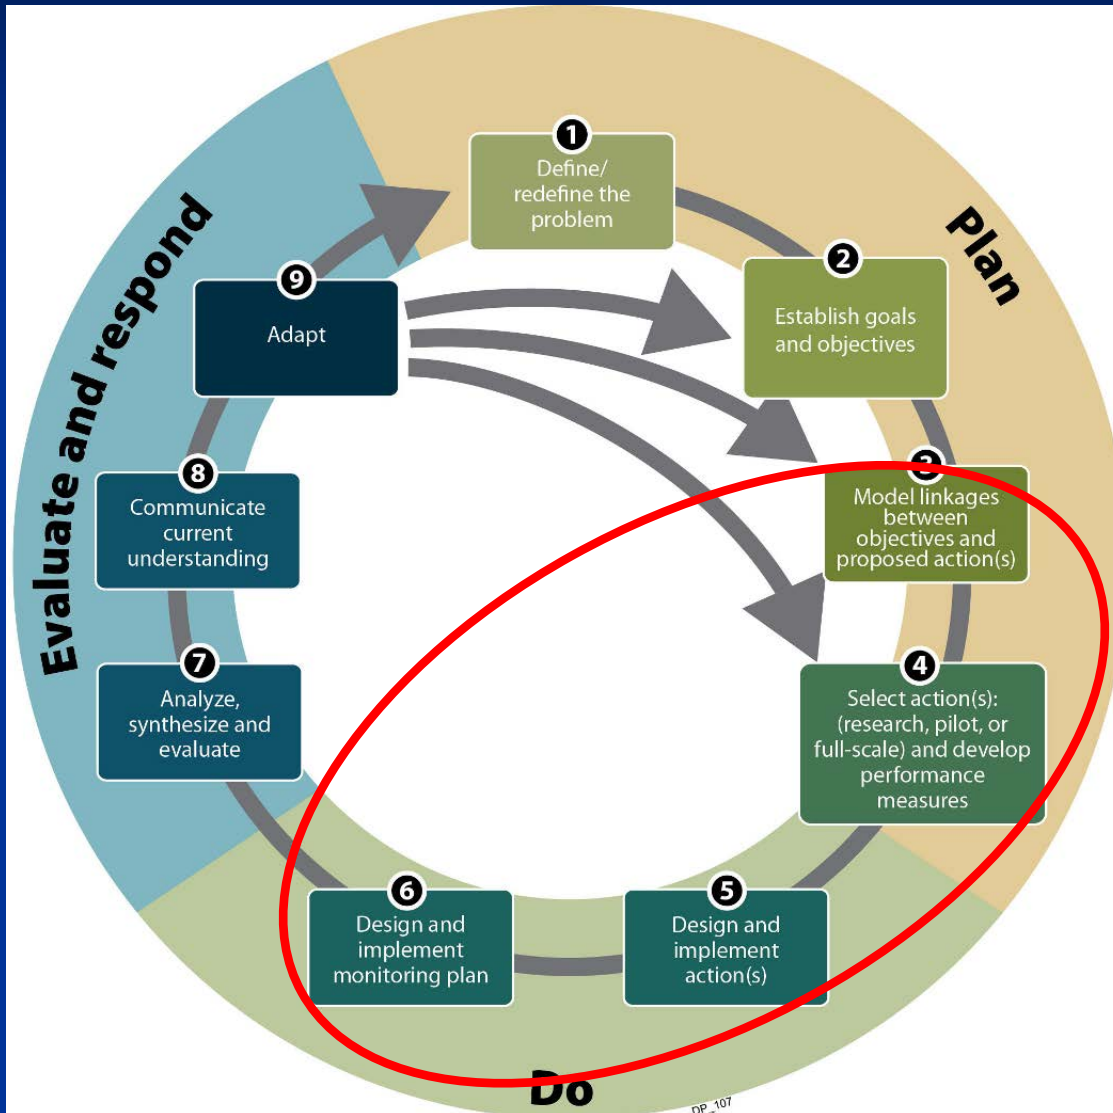 1
Define/
redefine the
problem
Plan
2
Establish goals
and objectives
3
Model linkages
between
objectives and
proposed action(s)
4
Select action(s):
(research, pilot, or
full-scale) and develop
performance
measures
5
Design and
implement
action(s)
Do
6
Design and
implement
monitoring plan
7
Analyze,
synthesize and
evaluate
8
Communicate
current
understanding
Evaluate and respond
9
Adapt
DP_107